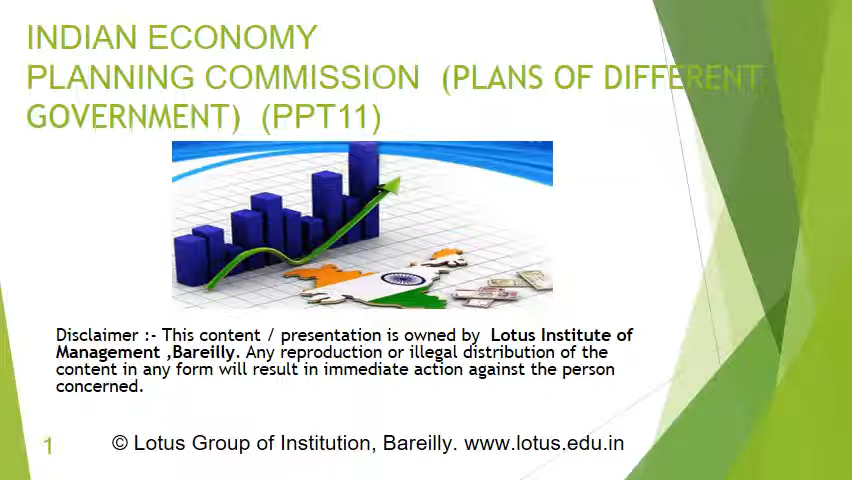 INDIAN ECONOMY
PLANNING COMMISSION (PLANS OF DIFFERENT
GOVERNMENT) (PPT11)
Disclaimer :- This content / presentation is owned by Lotus Institute of
Management ,Bareilly. Any reproduction or illegal distribution of the
content in any form will result in immediate action against the person
concerned.
1
© Lotus Group of Institution, Bareilly. www.lotus.edu.in